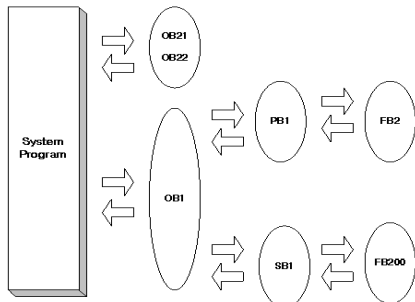 OB21
OB22
PB1
FB2
System
Program
OB1
SB1
FB200